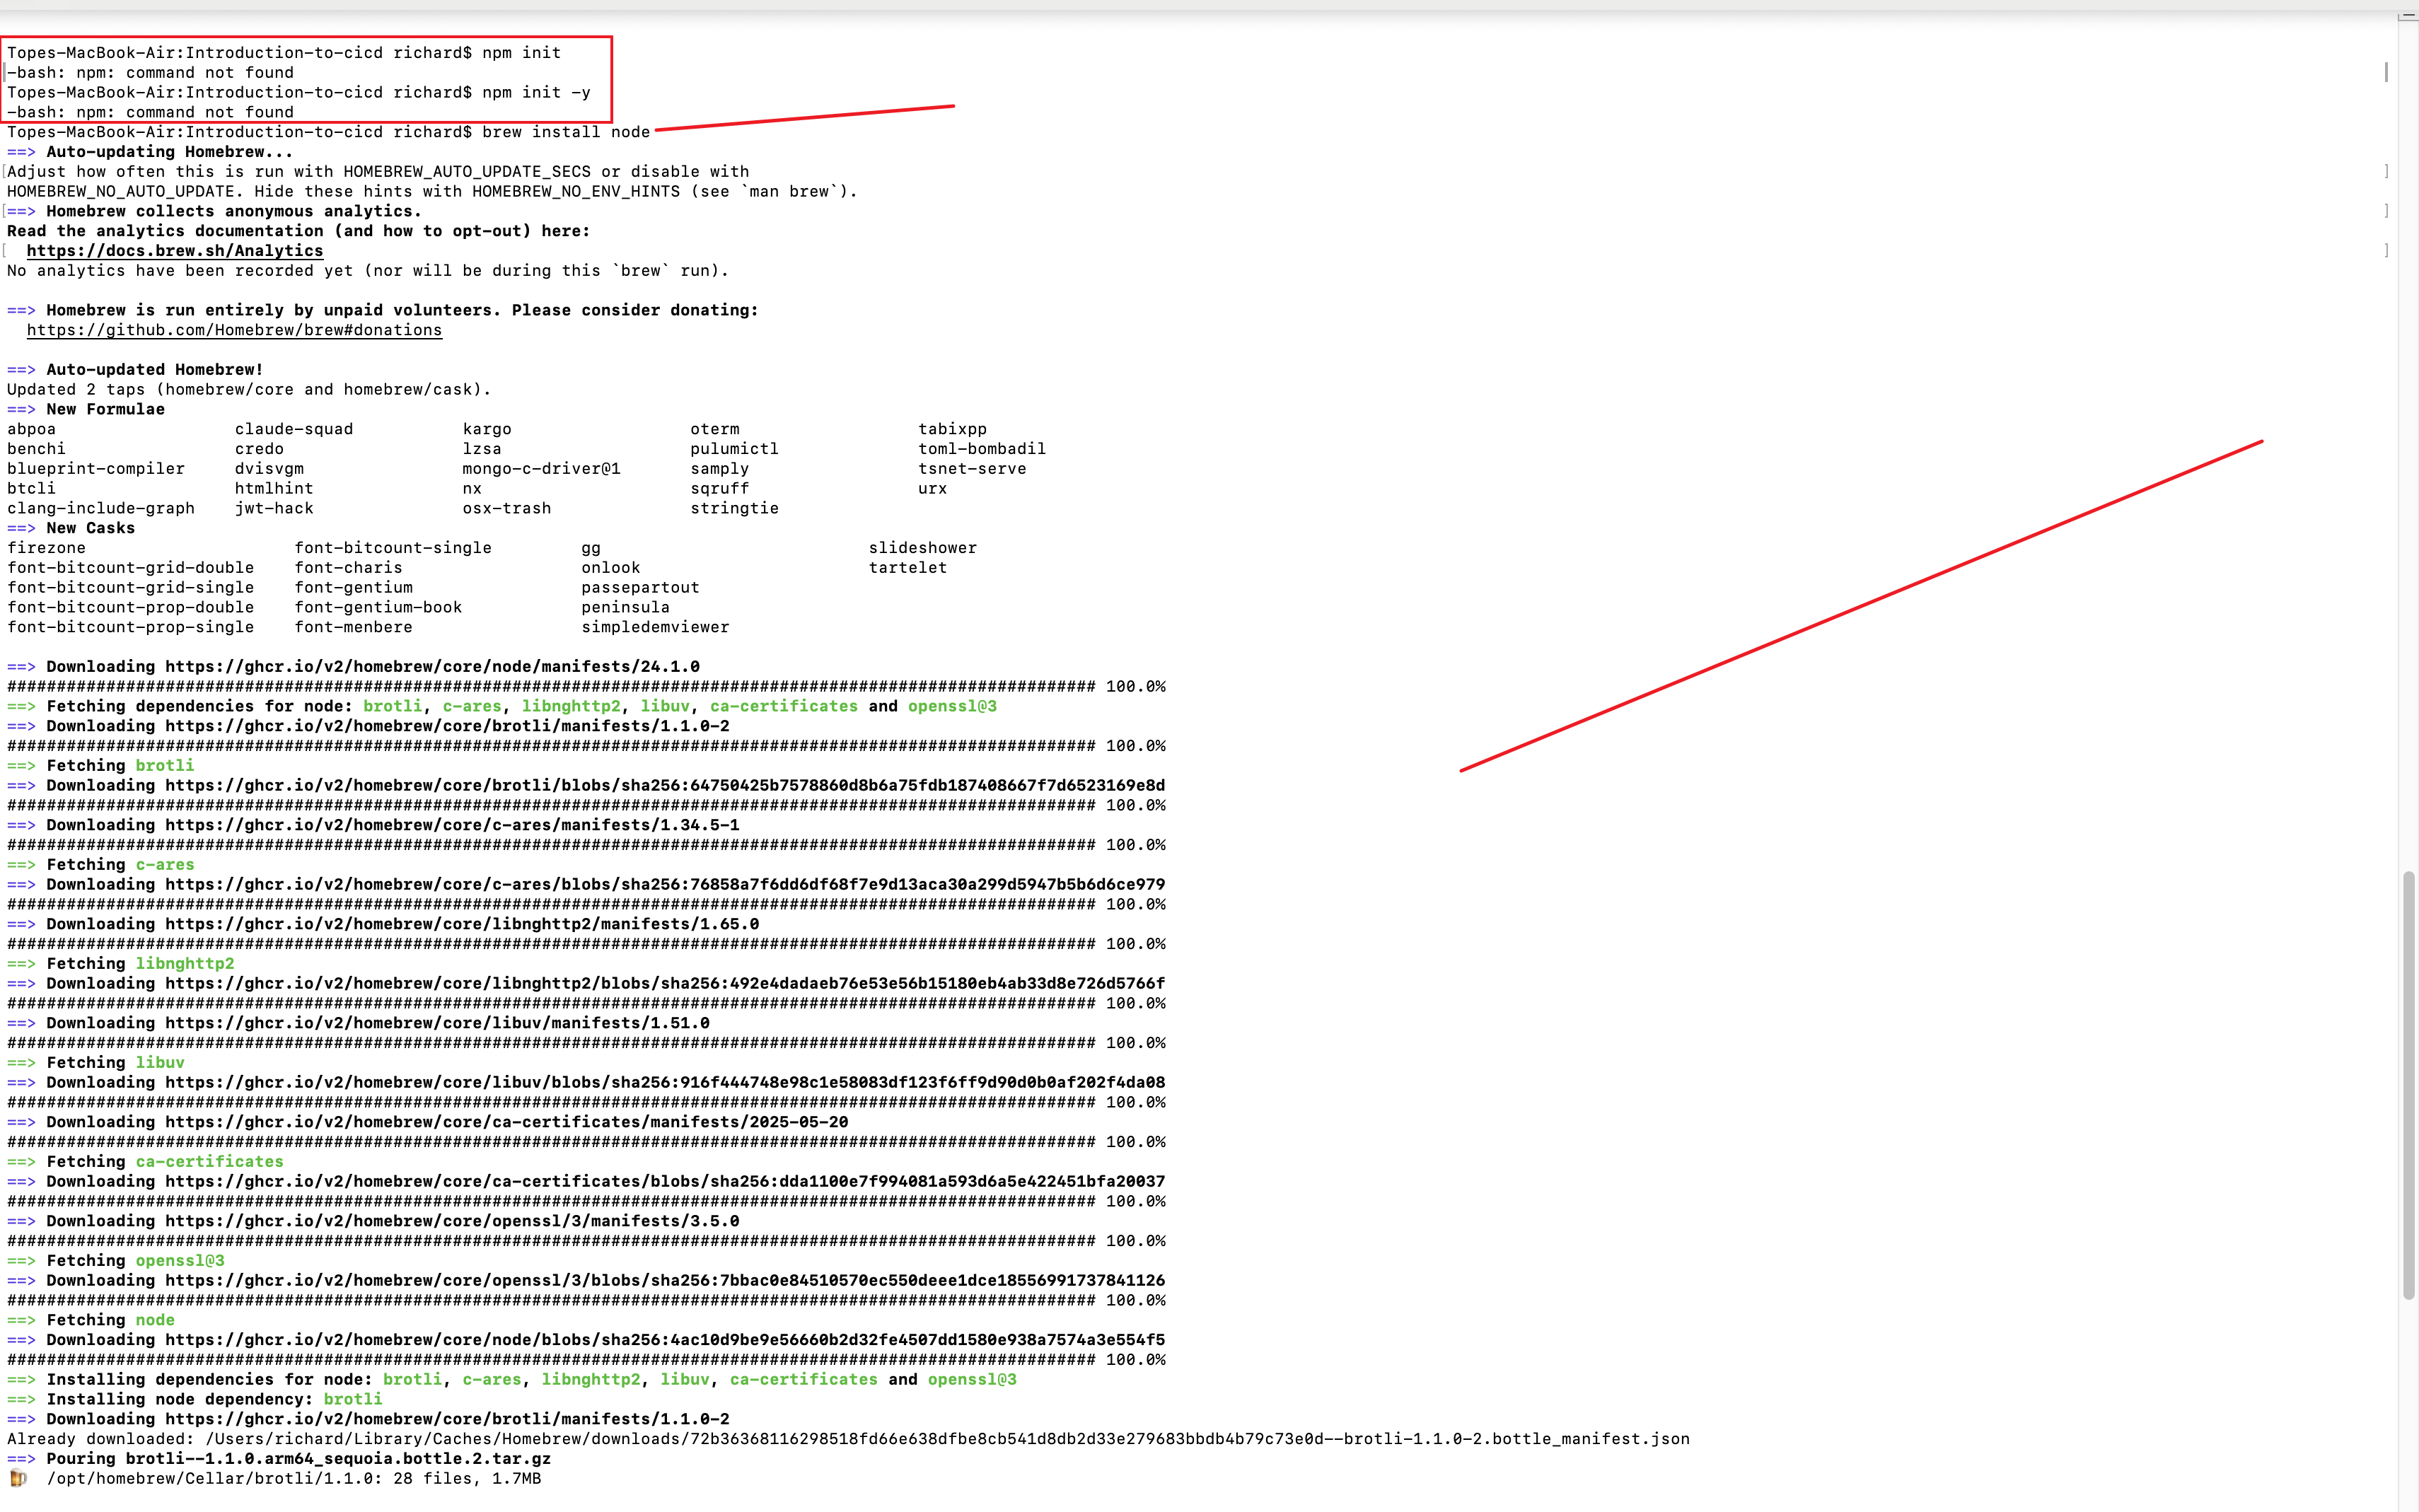 Topes-MacBook-Air:Introduction-to-cicd richard$ npm init
-bash: npm: command not found
Topes-MacBook-Air:Introduction-to-cicd richard$ npm init -y
-bash: npm: command not found
Topes-MacBook-Air:Introduction-to-cicd richard$ brew install node
==> Auto-updating Homebrew...
Adjust how often this is run with HOMEBREW_AUTO_UPDATE_SECS or disable with
HOMEBREW_NO_AUTO_UPDATE. Hide these hints with HOMEBREW_NO_ENV_HINTS (see `man brew`).
==> Homebrew collects anonymous analytics.
Read the analytics documentation (and how to opt-out) here:
https://docs.brew.sh/Analytics
No analytics have been recorded yet (nor will be during this `brew` run).
==> Homebrew is run entirely by unpaid volunteers. Please consider donating:
https://github.com/Homebrew/brew#donations
==> Auto-updated Homebrew!
Updated 2 taps (homebrew/core and homebrew/cask).
==> New Formulae
abpoa claude-squad kargo oterm tabixpp
benchi credo lzsa pulumictl toml-bombadil
blueprint-compiler dvisvgm mongo-c-driver@1 samply tsnet-serve
btcli htmlhint nx sqruff urx
clang-include-graph jwt-hack osx-trash stringtie
==> New Casks
firezone font-bitcount-single gg slideshower
font-bitcount-grid-double font-charis onlook tartelet
font-bitcount-grid-single font-gentium passepartout
font-bitcount-prop-double font-gentium-book peninsula
font-bitcount-prop-single font-menbere simpledemviewer
==> Downloading https://ghcr.io/v2/homebrew/core/node/manifests/24.1.0
############################################################################################################## 100.0%
==> Fetching dependencies for node: brotli, c-ares, libnghttp2, libuv, ca-certificates and openssl@3
==> Downloading https://ghcr.io/v2/homebrew/core/brotli/manifests/1.1.0-2
############################################################################################################## 100.0%
==> Fetching brotli
==> Downloading https://ghcr.io/v2/homebrew/core/brotli/blobs/sha256:64750425b7578860d8b6a75fdb187408667f7d6523169e8d
############################################################################################################## 100.0%
==> Downloading https://ghcr.io/v2/homebrew/core/c-ares/manifests/1.34.5-1
############################################################################################################## 100.0%
==> Fetching c-ares
==> Downloading https://ghcr.io/v2/homebrew/core/c-ares/blobs/sha256:76858a7f6dd6df68f7e9d13aca30a299d5947b5b6d6ce979
############################################################################################################## 100.0%
==> Downloading https://ghcr.io/v2/homebrew/core/libnghttp2/manifests/1.65.0
############################################################################################################## 100.0%
==> Fetching libnghttp2
==> Downloading https://ghcr.io/v2/homebrew/core/libnghttp2/blobs/sha256:492e4dadaeb76e53e56b15180eb4ab33d8e726d5766f
############################################################################################################## 100.0%
==> Downloading https://ghcr.io/v2/homebrew/core/libuv/manifests/1.51.0
############################################################################################################## 100.0%
==> Fetching libuv
==> Downloading https://ghcr.io/v2/homebrew/core/libuv/blobs/sha256:916f444748e98c1e58083df123f6ff9d90d0b0af202f4da08
############################################################################################################## 100.0%
==> Downloading https://ghcr.io/v2/homebrew/core/ca-certificates/manifests/2025-05-20
############################################################################################################## 100.0%
==> Fetching ca-certificates
==> Downloading https://ghcr.io/v2/homebrew/core/ca-certificates/blobs/sha256:dda1100e7f994081a593d6a5e422451bfa20037
############################################################################################################## 100.0%
==> Downloading https://ghcr.io/v2/homebrew/core/openssl/3/manifests/3.5.0
############################################################################################################## 100.0%
==> Fetching openssl@3
==> Downloading https://ghcr.io/v2/homebrew/core/openssl/3/blobs/sha256:7bbac0e84510570ec550deee1dce18556991737841126
############################################################################################################## 100.0%
==> Fetching node
==> Downloading https://ghcr.io/v2/homebrew/core/node/blobs/sha256:4ac10d9be9e56660b2d32fe4507dd1580e938a7574a3e554f5
############################################################################################################## 100.0%
==> Installing dependencies for node: brotli, c-ares, libnghttp2, libuv, ca-certificates and openssl@3
==> Installing node dependency: brotli
==> Downloading https://ghcr.io/v2/homebrew/core/brotli/manifests/1.1.0-2
Already downloaded: /Users/richard/Library/Caches/Homebrew/downloads/72b36368116298518fd66e638dfbe8cb541d8db2d33e279683bbdb4b79c73e0d--brotli-1.1.0-2.bottle_manifest.json
==> Pouring brotli--1.1.0.arm64_sequoia.bottle.2.tar.gz
🍺 /opt/homebrew/Cellar/brotli/1.1.0: 28 files, 1.7MB